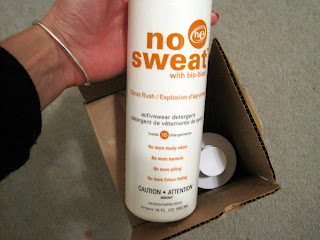 no
he
sweat
with bio-blast
Citrus Rush / Explosion d'agrumes
activewear detergent
détergent de vêtements de sport
No more musty odors
No more bacteria
No more pilling
No more Colour fading
CAUTION • ATTENTION